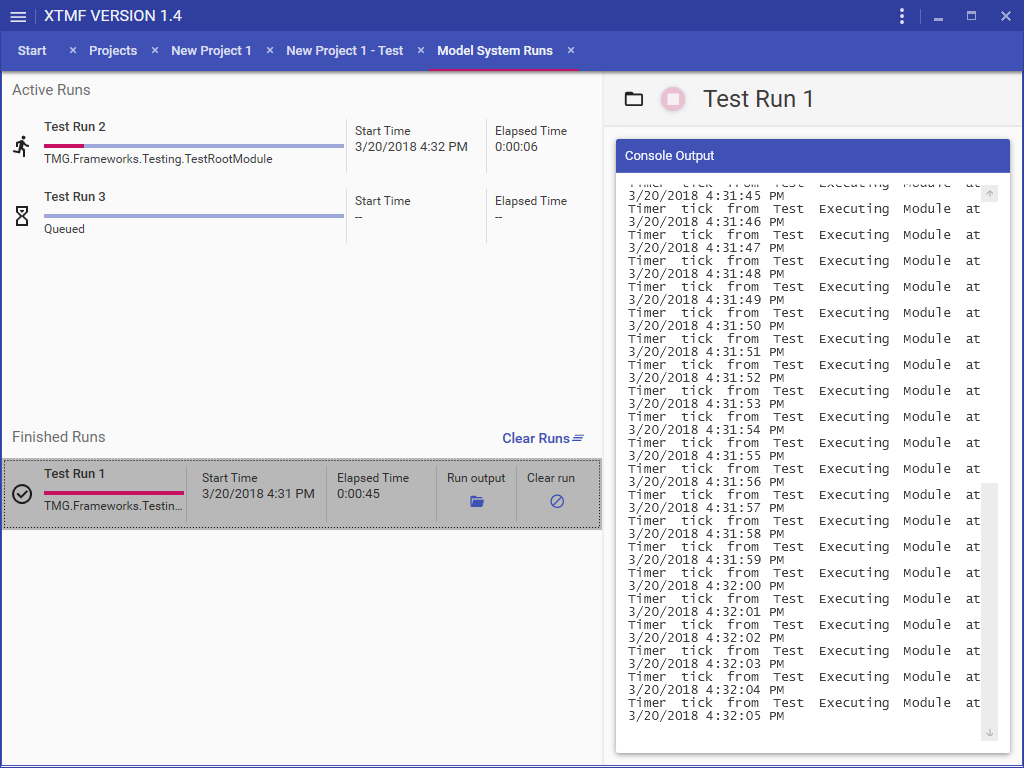 XTMF VERSION 1.4
Start × Projects × New Project 1 × New Project 1 - Test × Model System Runs ×
Active Runs
Test Run 2
TMG.Frameworks.Testing.TestRootModule
Start Time
3/20/2018 4:32 PM
Elapsed Time
0:00:06
Test Run 3
Queued
Start Time
--
Elapsed Time
--
Finished Runs
Clear Runs
Test Run 1
TMG.Frameworks.Testin...
Start Time
3/20/2018 4:31 PM
Elapsed Time
0:00:45
Run output
Clear run
Test Run 1
Console Output
Timer tick from Test Executing Module at
3/20/2018 4:31:45 PM
Timer tick from Test Executing Module at
3/20/2018 4:31:46 PM
Timer tick from Test Executing Module at
3/20/2018 4:31:47 PM
Timer tick from Test Executing Module at
3/20/2018 4:31:48 PM
Timer tick from Test Executing Module at
3/20/2018 4:31:49 PM
Timer tick from Test Executing Module at
3/20/2018 4:31:50 PM
Timer tick from Test Executing Module at
3/20/2018 4:31:51 PM
Timer tick from Test Executing Module at
3/20/2018 4:31:52 PM
Timer tick from Test Executing Module at
3/20/2018 4:31:53 PM
Timer tick from Test Executing Module at
3/20/2018 4:31:54 PM
Timer tick from Test Executing Module at
3/20/2018 4:31:55 PM
Timer tick from Test Executing Module at
3/20/2018 4:31:56 PM
Timer tick from Test Executing Module at
3/20/2018 4:31:57 PM
Timer tick from Test Executing Module at
3/20/2018 4:31:58 PM
Timer tick from Test Executing Module at
3/20/2018 4:31:59 PM
Timer tick from Test Executing Module at
3/20/2018 4:32:00 PM
Timer tick from Test Executing Module at
3/20/2018 4:32:01 PM
Timer tick from Test Executing Module at
3/20/2018 4:32:02 PM
Timer tick from Test Executing Module at
3/20/2018 4:32:03 PM
Timer tick from Test Executing Module at
3/20/2018 4:32:04 PM
Timer tick from Test Executing Module at
3/20/2018 4:32:05 PM